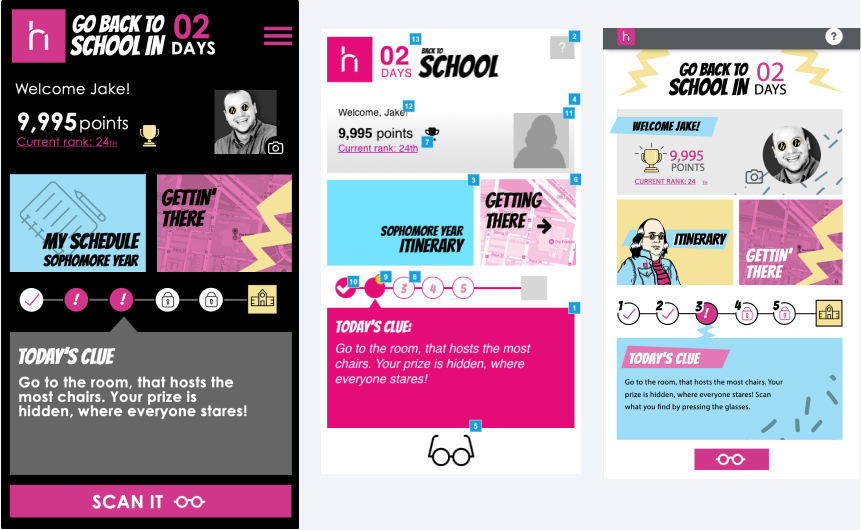 h
GO BACK TO
SCHOOL IN
02
DAYS
Welcome Jake!
9,995 points
Current rank: 24TH
MY SCHEDULE
SOPHOMORE YEAR
GETTIN'
THERE
!
!
TODAY'S CLUE
Go to the room, that hosts the
most chairs. Your prize is
hidden, where everyone stares!
SCAN IT
h
02
DAYS
13
BACK TO
SCHOOL
2
?
4
11
Welcome, Jake!
12
9,995 points
7
Current rank: 24th
3
SOPHOMORE YEAR
ITINERARY
6
GETTING
THERE
10
9
8
3
4
5
1
TODAY'S CLUE:
Go to the room, that hosts the most
chairs. Your prize is hidden, where
everyone stares!
5
h
?
GO BACK TO
SCHOOL IN
02
DAYS
WELCOME JAKE!
9,995
POINTS
CURRENT RANK: 24 TH
ITINERARY
GETTIN'
THERE
1
2
3
!
4
5
TODAY'S CLUE
Go to the room, that hosts the most chairs. Your
prize is hidden, where everyone stares! Scan
what you find by pressing the glasses.